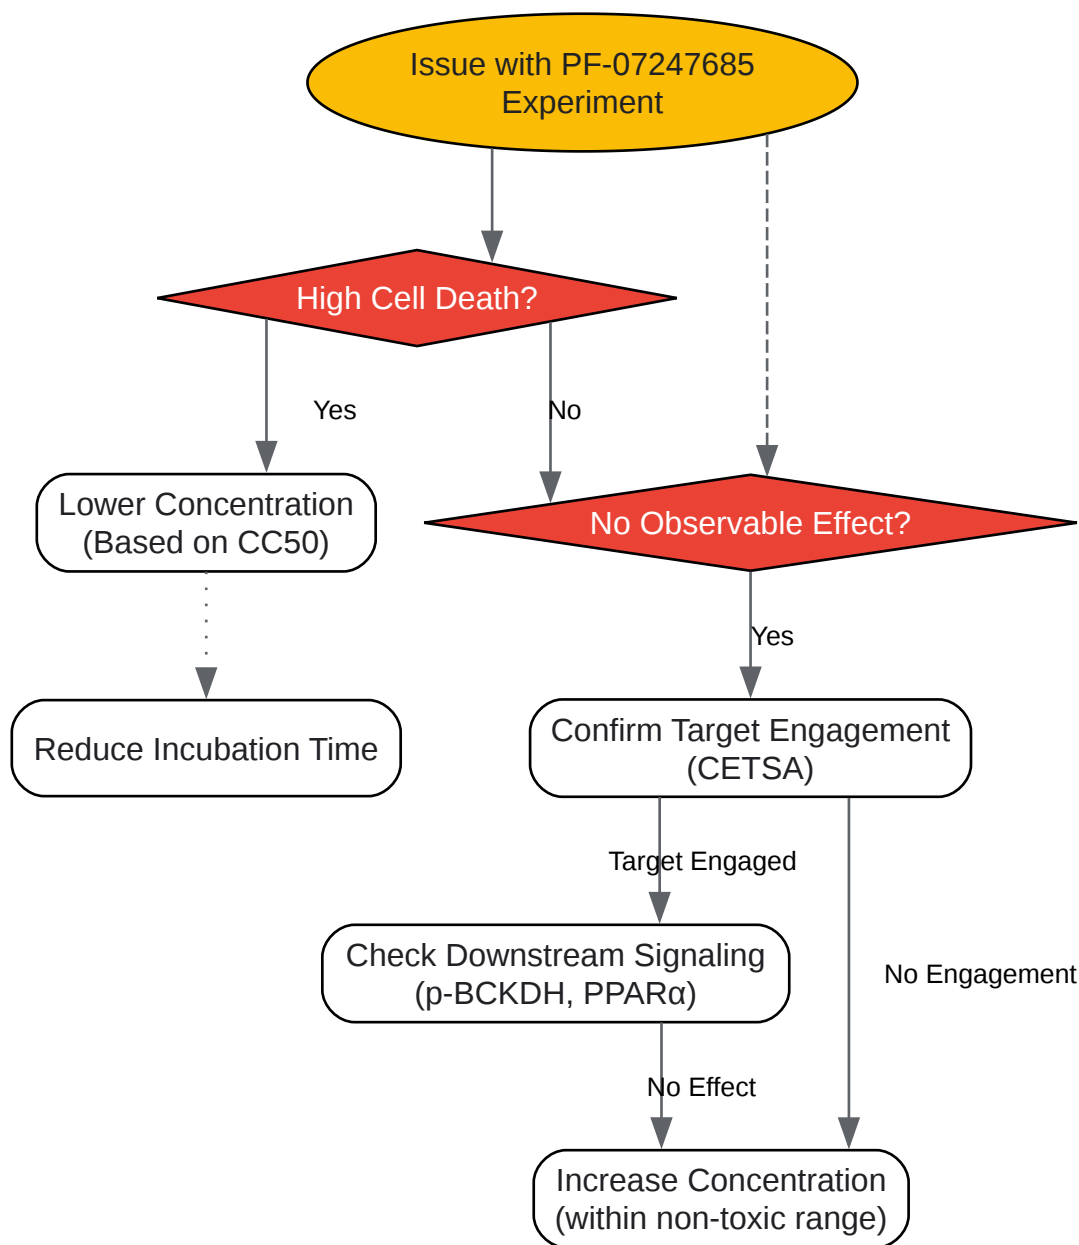 Issue with PF-07247685
Experiment
High Cell Death?
Yes
No
Lower Concentration
(Based on CC50)
No Observable Effect?
Yes
Reduce Incubation Time
Confirm Target Engagement
(CETSA)
Target Engaged
Check Downstream Signaling
(p-BCKDH, PPARα)
No Engagement
No Effect
Increase Concentration
(within non-toxic range)